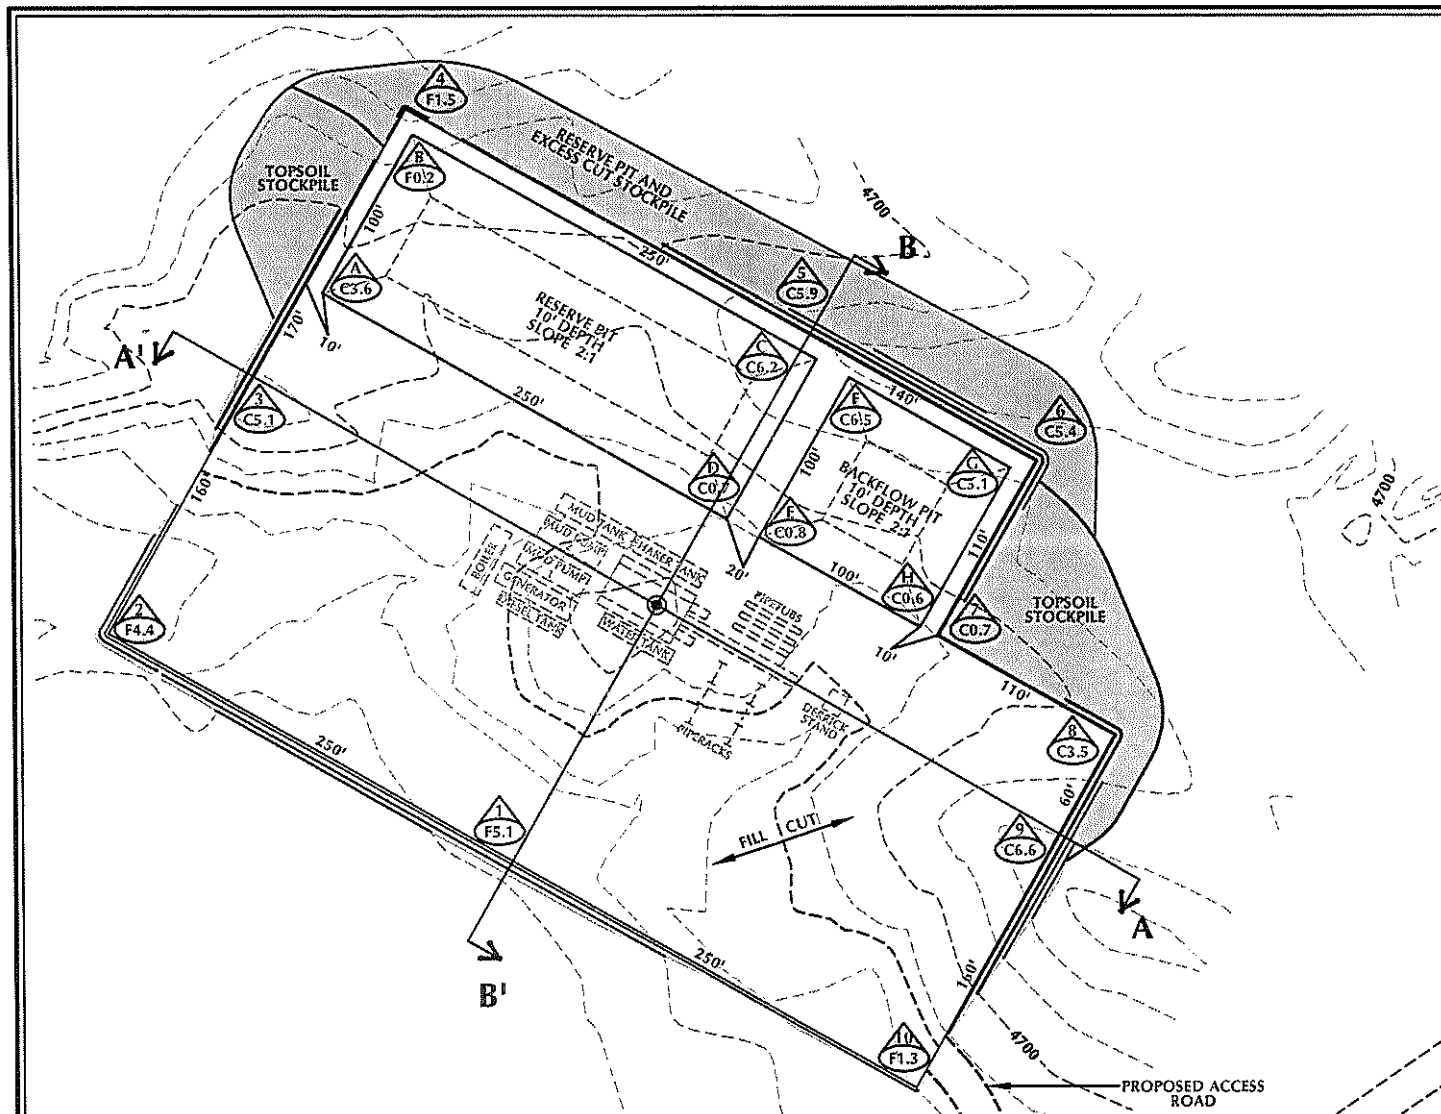 4
F1.5
RESERVE PIT AND
EXCESS CUT STOCKPILE
TOPSOIL
STOCKPILE
B
F0.2
100'
4700
B
250'
5
C5.9
A
C3.6
RESERVE PIT
10' DEPTH
SLOPE 2:1
170'
10'
A'
C
C6.2
140'
3
C5.1
250'
F
C6.5
6
C5.4
100'
D
C0.7
G
C5.1
BACKFLOW PIT
10' DEPTH
SLOPE 2:1
4700
160'
E
C0.8
MUD TANK
SHAKER TANK
MUD PUMP
MUD PUMP
BOILER
110'
20'
100'
H
C0.6
GENERATOR
DIESEL TANK
WATER TANK
PIPETUBS
2
F4.4
7
C0.7
TOPSOIL
STOCKPILE
10'
110'
DERRICK
STAND
PIPERACKS
8
C3.5
250'
60'
1
F5.1
FILL
CUT
9
C6.6
A
250'
160'
B'
10
F1.3
4700
PROPOSED ACCESS
ROAD